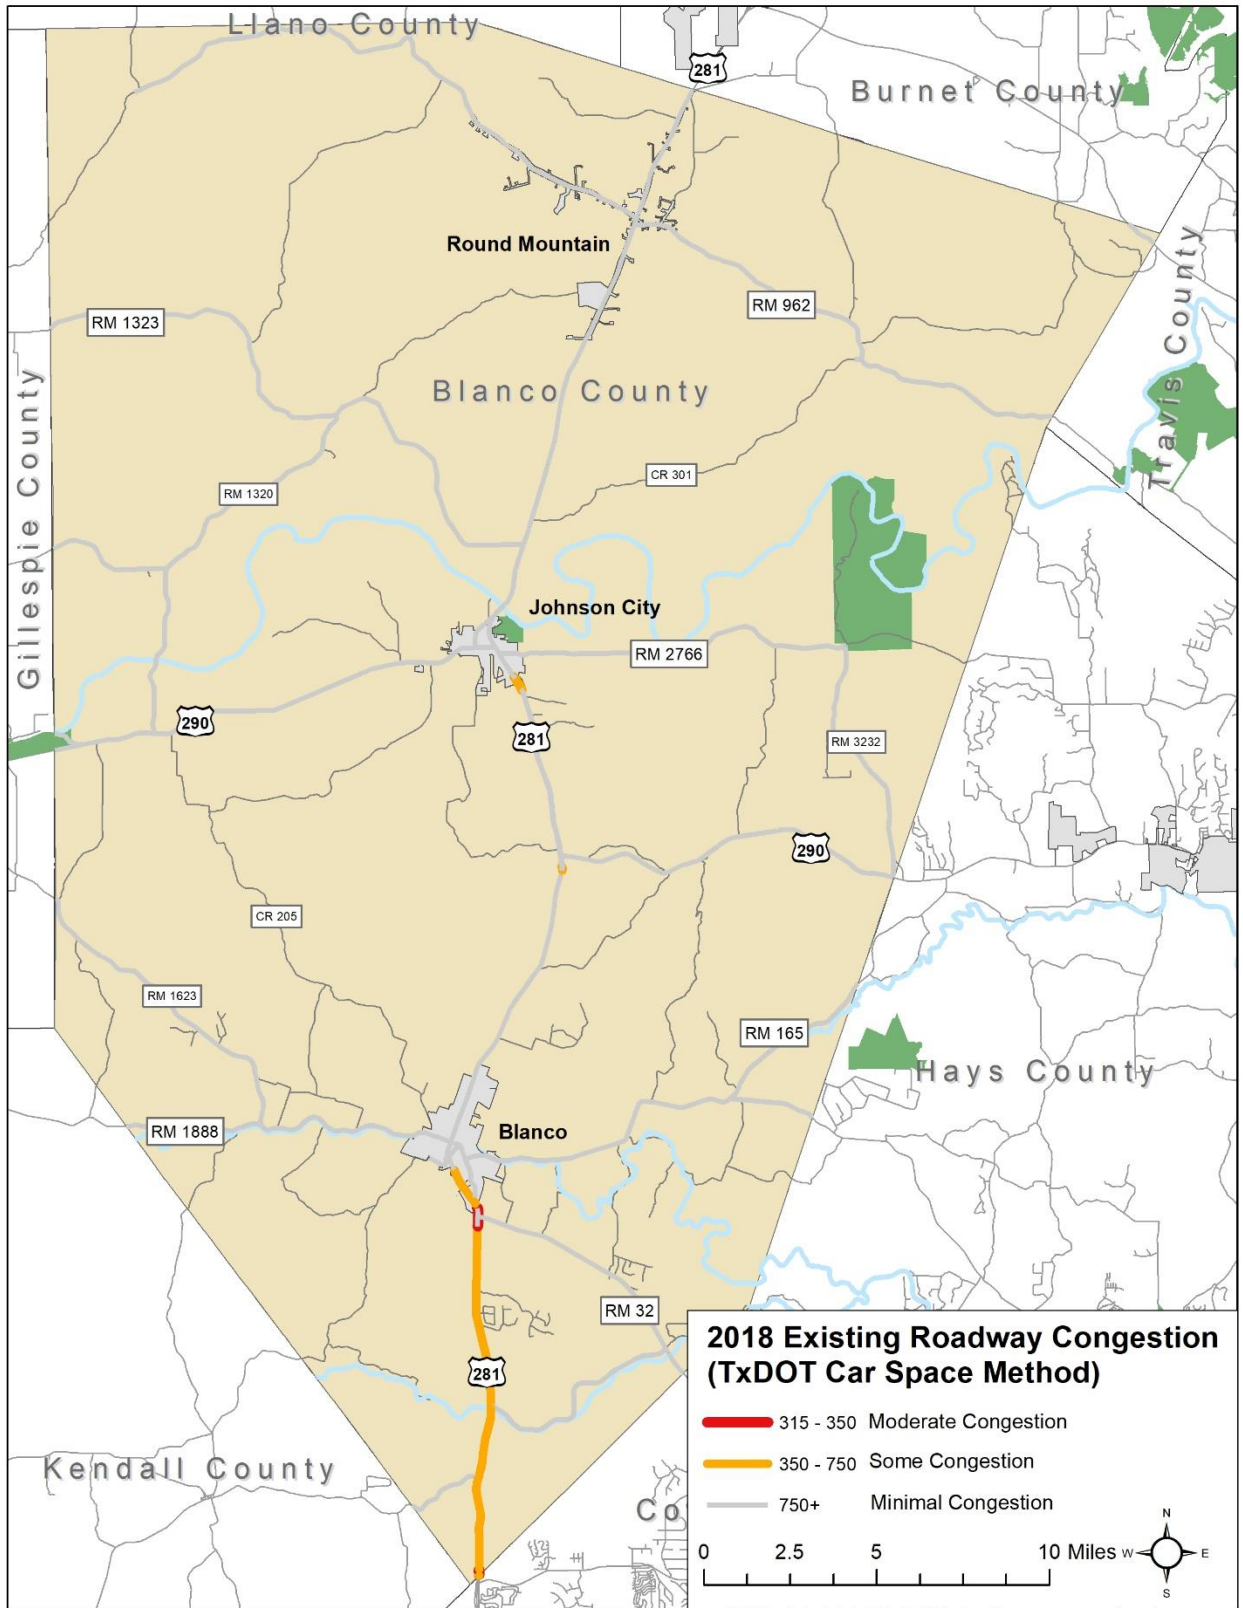 Llano County
281
Burnet County
Round Mountain
RM 1323
RM 962
Travis County
Blanco County
Gillespie County
CR 301
RM 1320
Johnson City
RM 2766
290
281
RM 3232
290
CR 205
RM 1623
RM 165
Hays County
RM 1888
Blanco
RM 32
2018 Existing Roadway Congestion
(TxDOT Car Space Method)
281
315 - 350 Moderate Congestion
350 - 750 Some Congestion
Kendall County
750+ Minimal Congestion
Co
N
W E
S
0 2.5 5 10 Miles